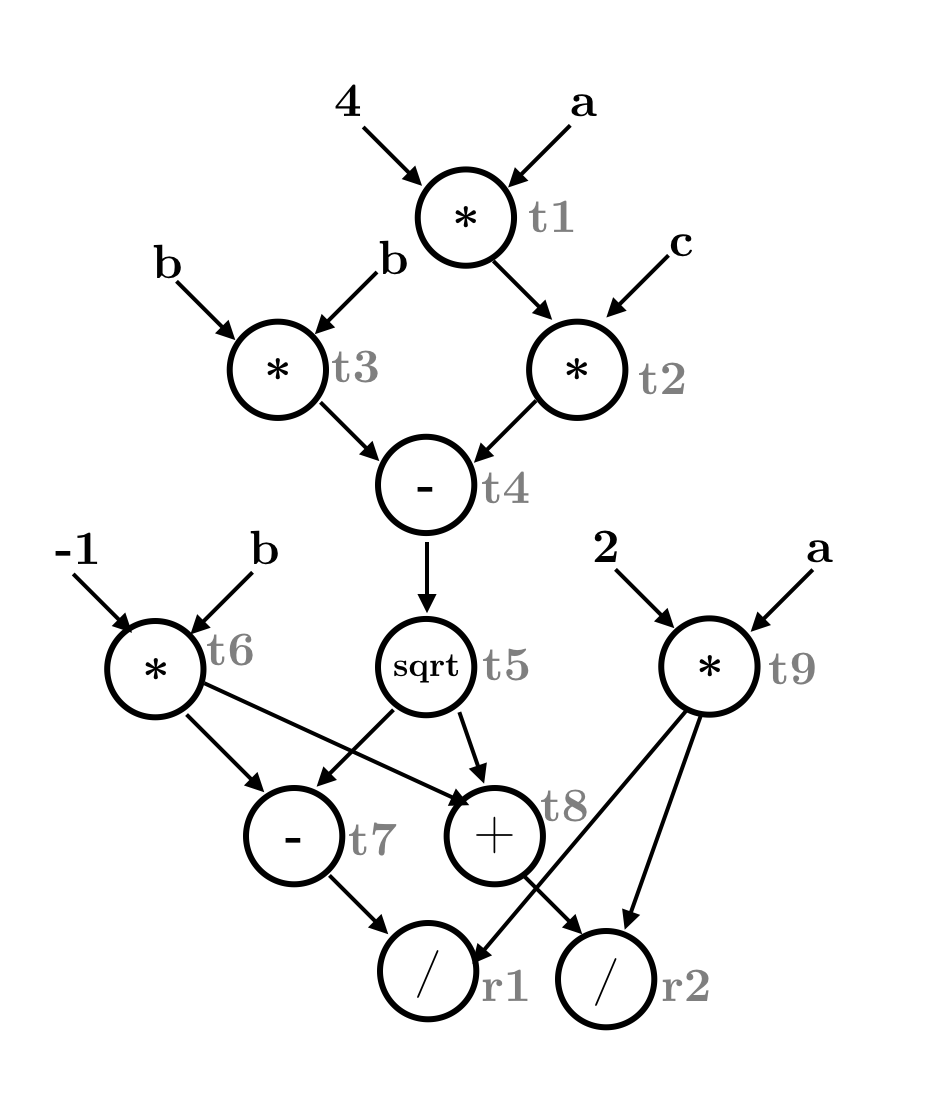 4 a
* t1
b b c
* t3 * t2
- t4
-1 b 2 a
* t6 sqrt t5 * t9
- t7 + t8
/ r1 / r2